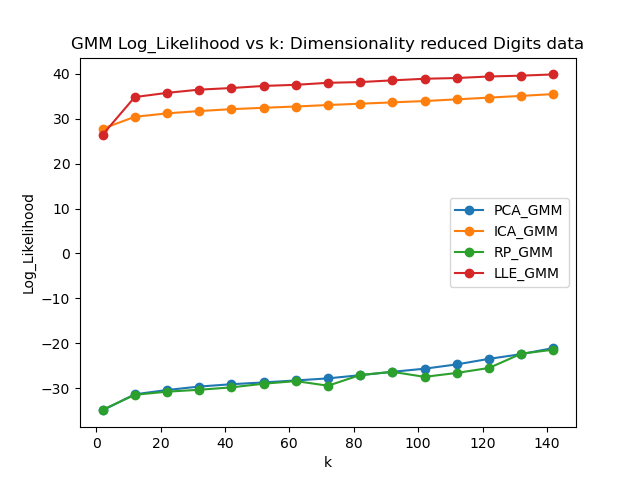 GMM Log_Likelihood vs k: Dimensionality reduced Digits data
Log_Likelihood
40
30
20
10
0
−10
−20
−30
PCA_GMM
ICA_GMM
RP_GMM
LLE_GMM
0 20 40 60 80 100 120 140
k